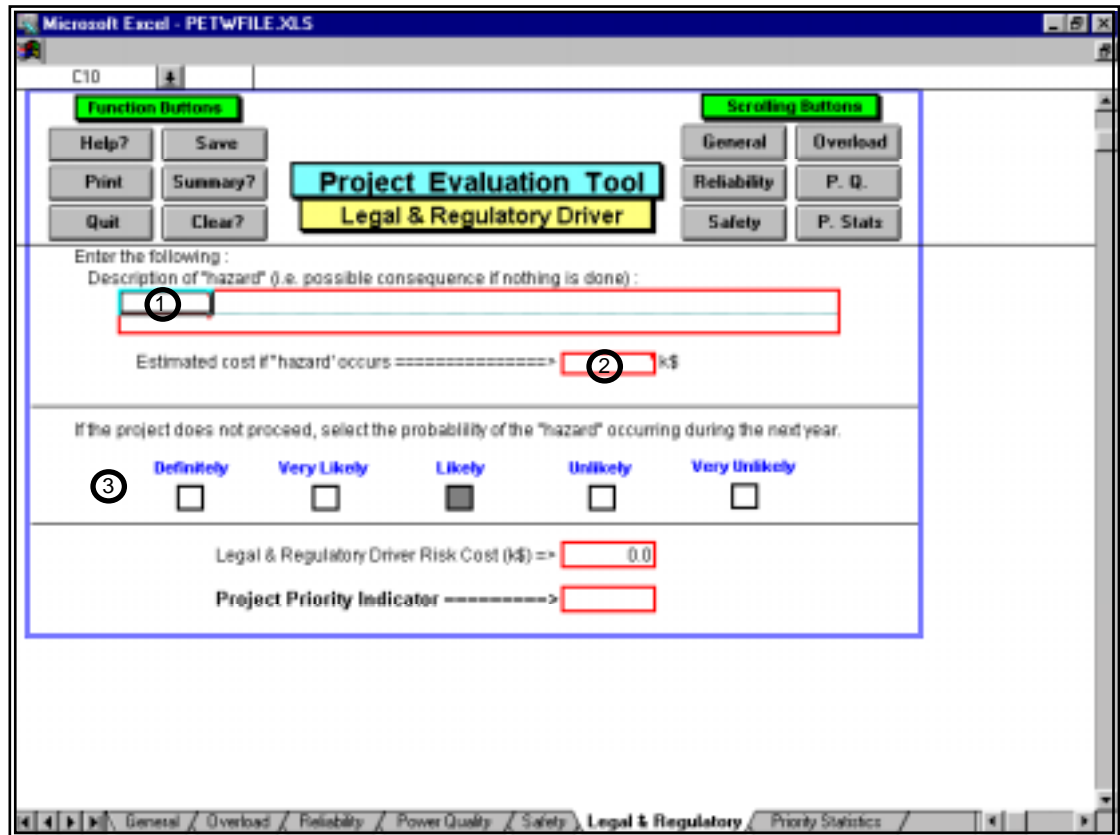 Microsoft Excel - PETWFILE.XLS
C10
Function Buttons
Scrolling Buttons
Help? Save
General Overload
Print Summary?
Project Evaluation Tool
Reliability P. Q.
Quit Clear?
Legal & Regulatory Driver
Safety P. Stats
Enter the following :
Description of "hazard" (i.e. possible consequence if nothing is done) :
1
Estimated cost if "hazard' occurs ===============> 2 k$
If the project does not proceed, select the probability of the "hazard" occurring during the next year.
Definitely Very Likely Likely Unlikely Very Unlikely
3
Legal & Regulatory Driver Risk Cost (k$) => 0.0
Project Priority Indicator ---------->
General / Overload / Reliability / Power Quality / Safety \ Legal & Regulatory / Priority Statistics /